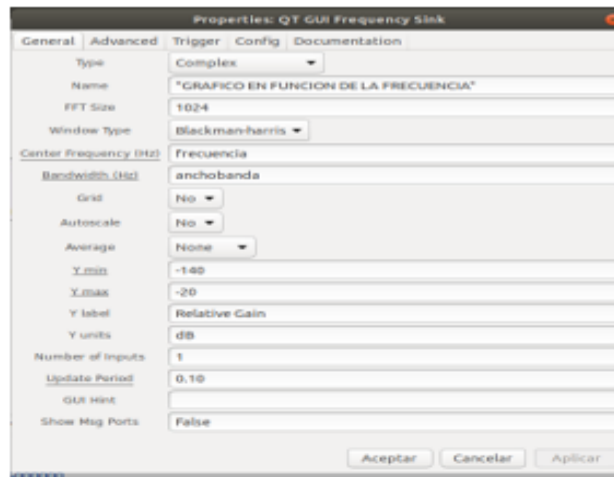 Properties: QT GUI Frequency Sink
General Advanced Trigger Config Documentation
Type Complex
Name "GRAFICO EN FUNCION DE LA FRECUENCIA"
FFT Size 1024
Window Type Blackman-harris
Center Frequency (Hz) frecuencia
Bandwidth (Hz) anchobanda
Grid No
Autoscale No
Average None
Y min -140
Y max -20
Y label Relative Gain
Y units dB
Number of Inputs 1
Update Period 0.10
GUI Hint
Show Msg Ports False
Aceptar Cancelar Aplicar